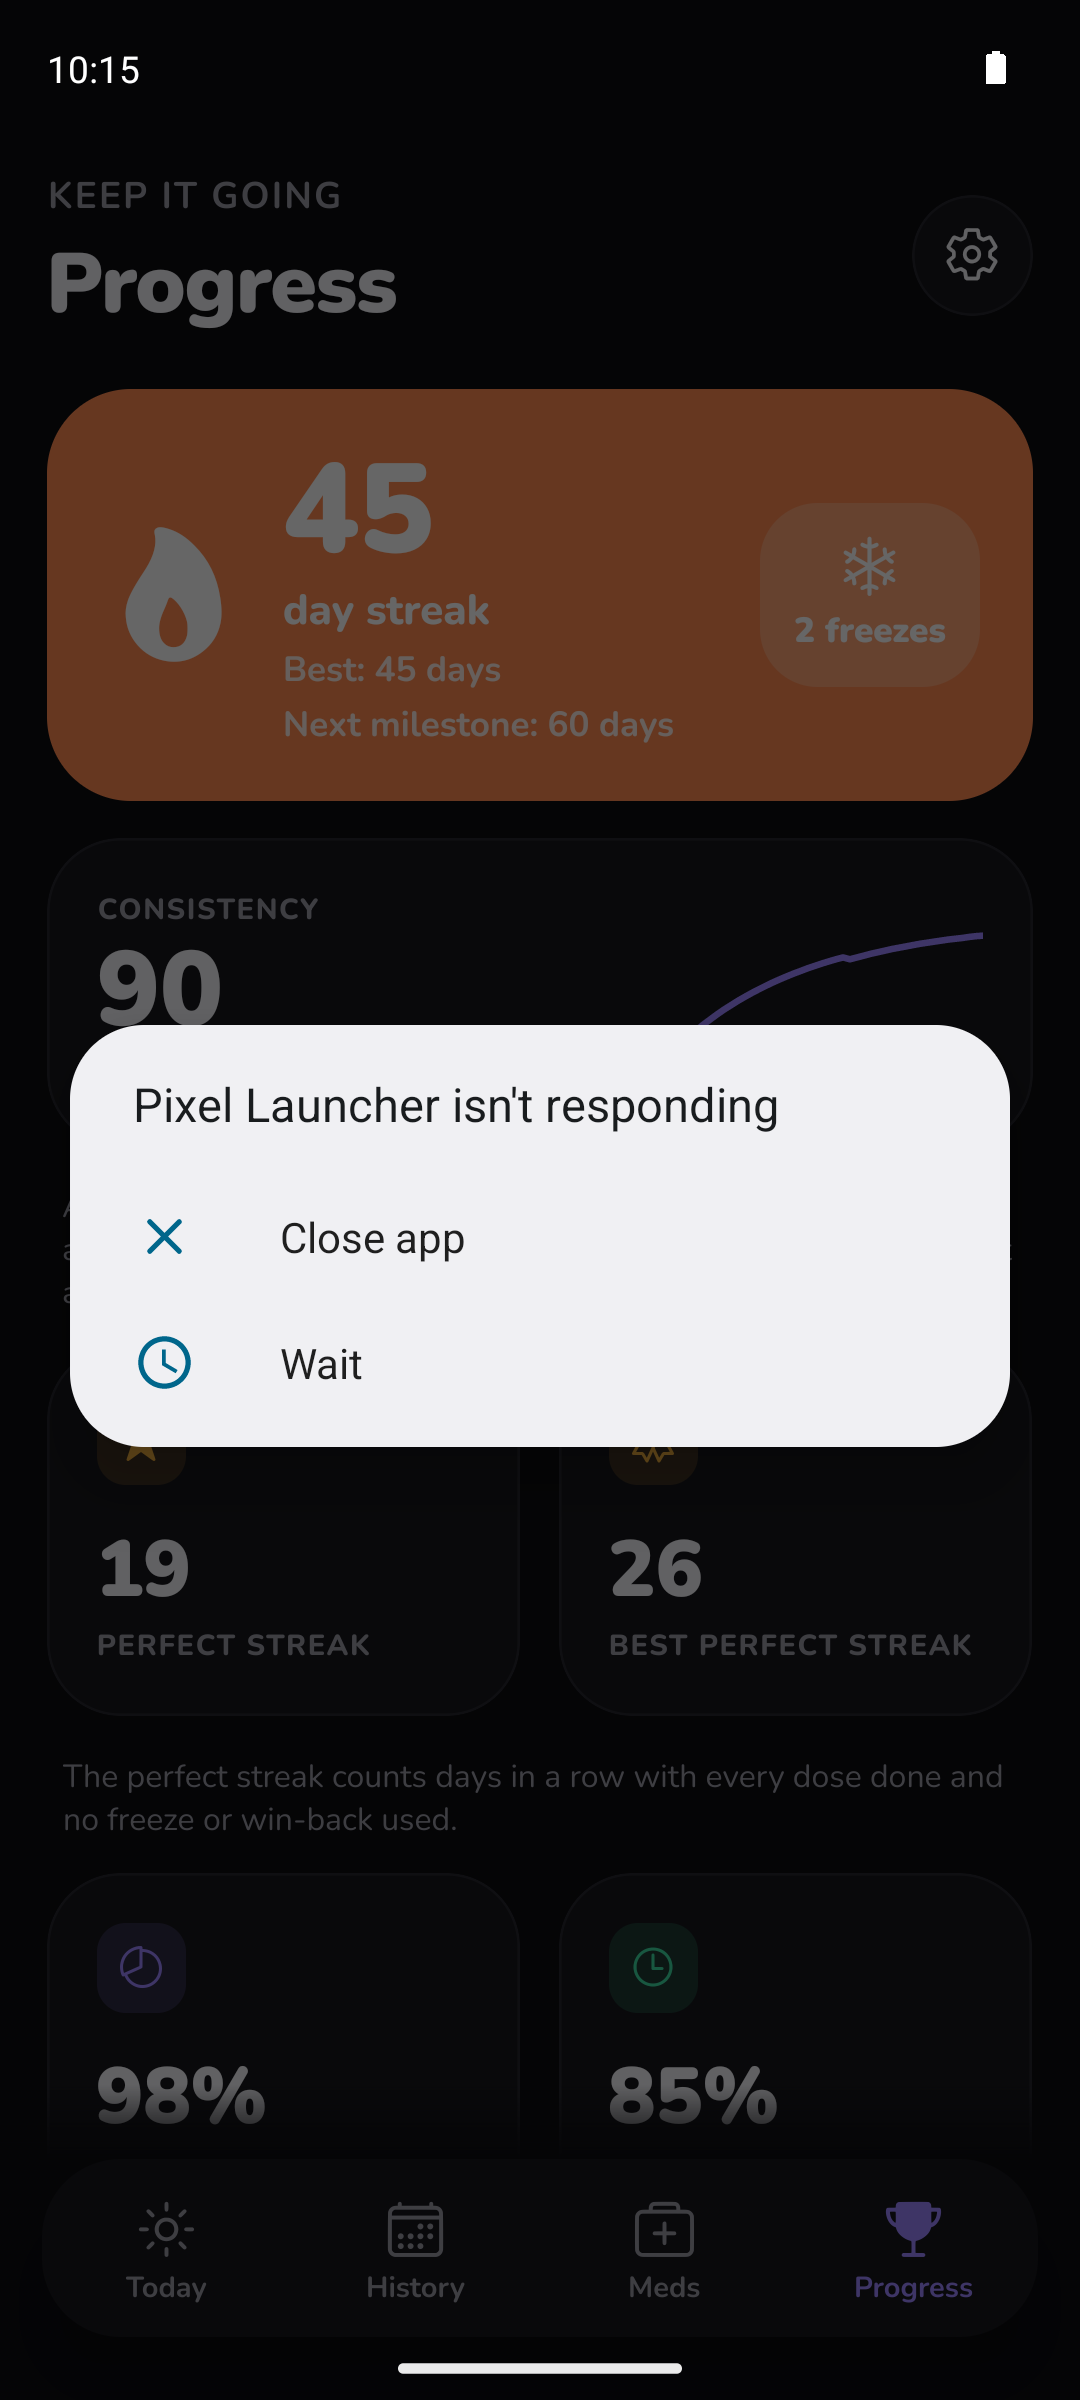 10:15
KEEP IT GOING
Progress
45
day streak
Best: 45 days
Next milestone: 60 days
2 freezes
CONSISTENCY
90
Pixel Launcher isn't responding
Close app
Wait
19
PERFECT STREAK
26
BEST PERFECT STREAK
The perfect streak counts days in a row with every dose done and
no freeze or win-back used.
98%
85%
Today
History
Meds
Progress